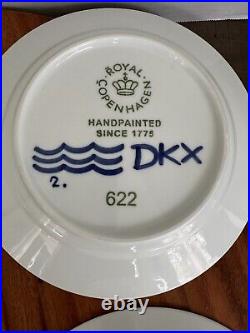 ROYAL
COPENHAGEN
HANDPAINTED
SINCE 1775
DKX
2.
622